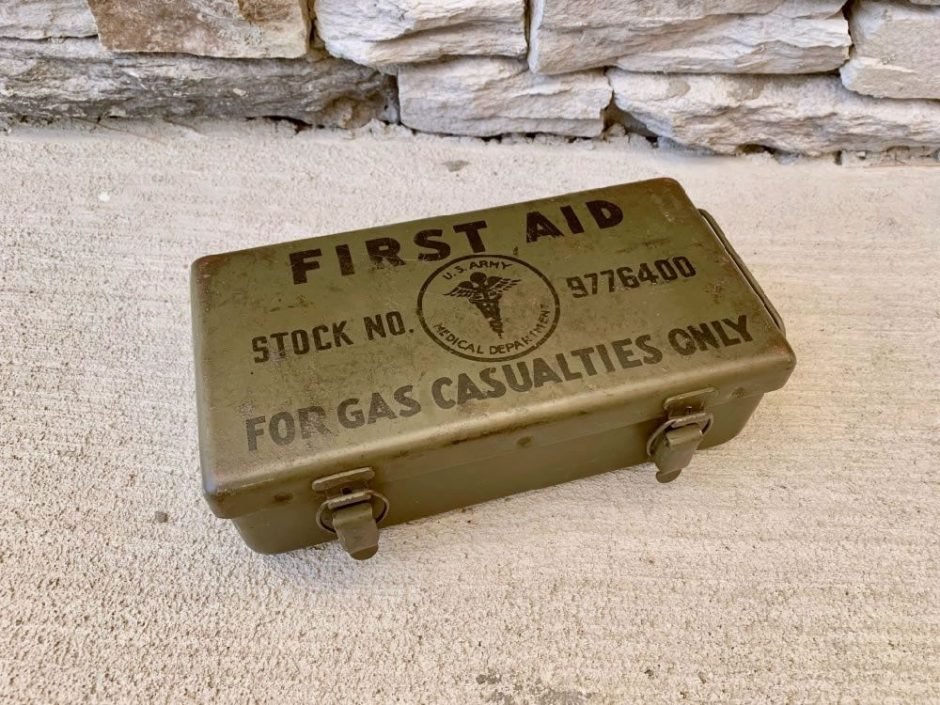 FIRST AID
STOCK NO.
U.S. ARMY
MEDICAL DEPARTMENT
9776400
FOR GAS CASUALTIES ONLY